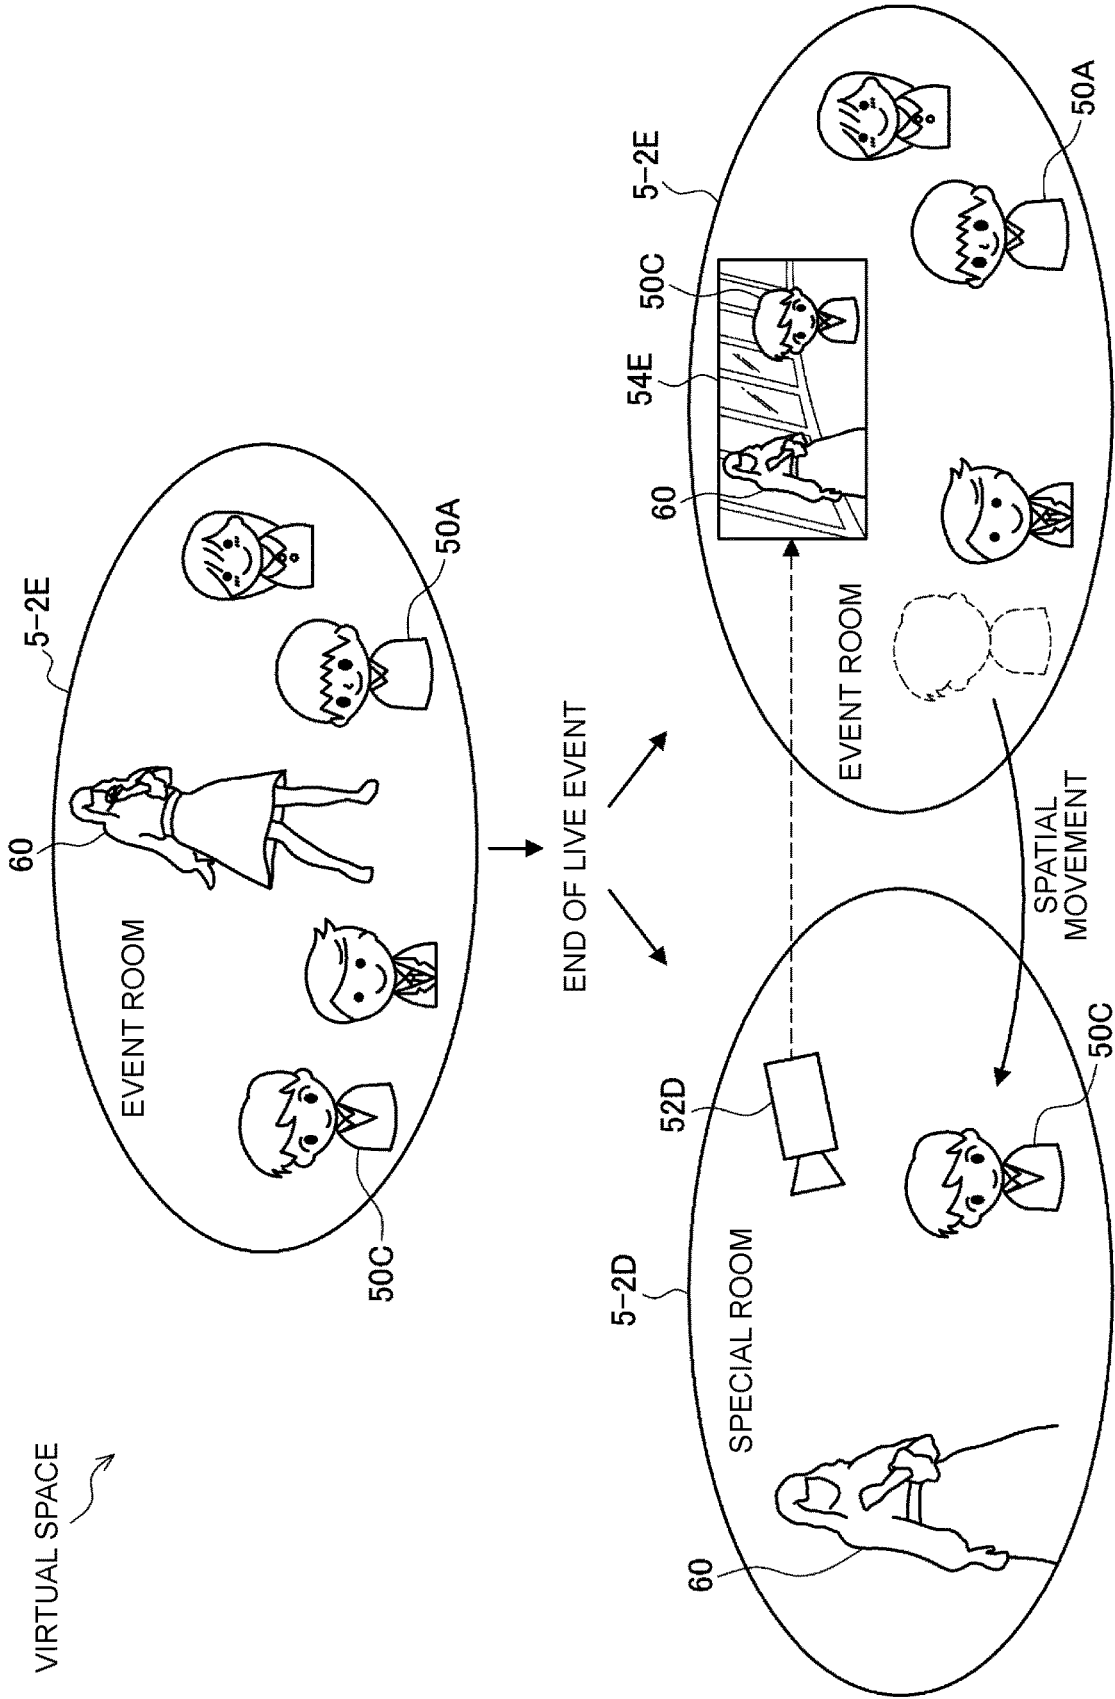 VIRTUAL SPACE
5-2E
60
EVENT ROOM
50C
50A
END OF LIVE EVENT
5-2D
SPECIAL ROOM
60
52D
50C
SPATIAL
MOVEMENT
5-2E
54E
50C
60
EVENT ROOM
50A